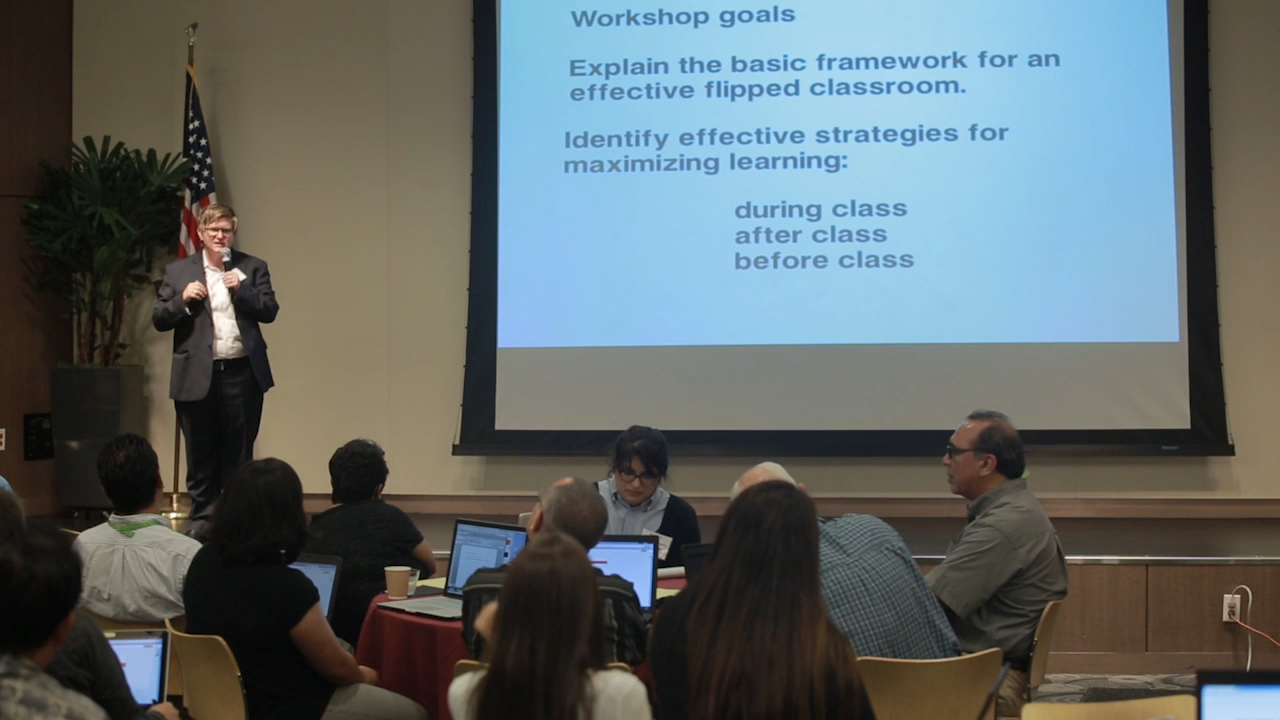 Workshop goals
Explain the basic framework for an
effective flipped classroom.
Identify effective strategies for
maximizing learning:
during class
after class
before class